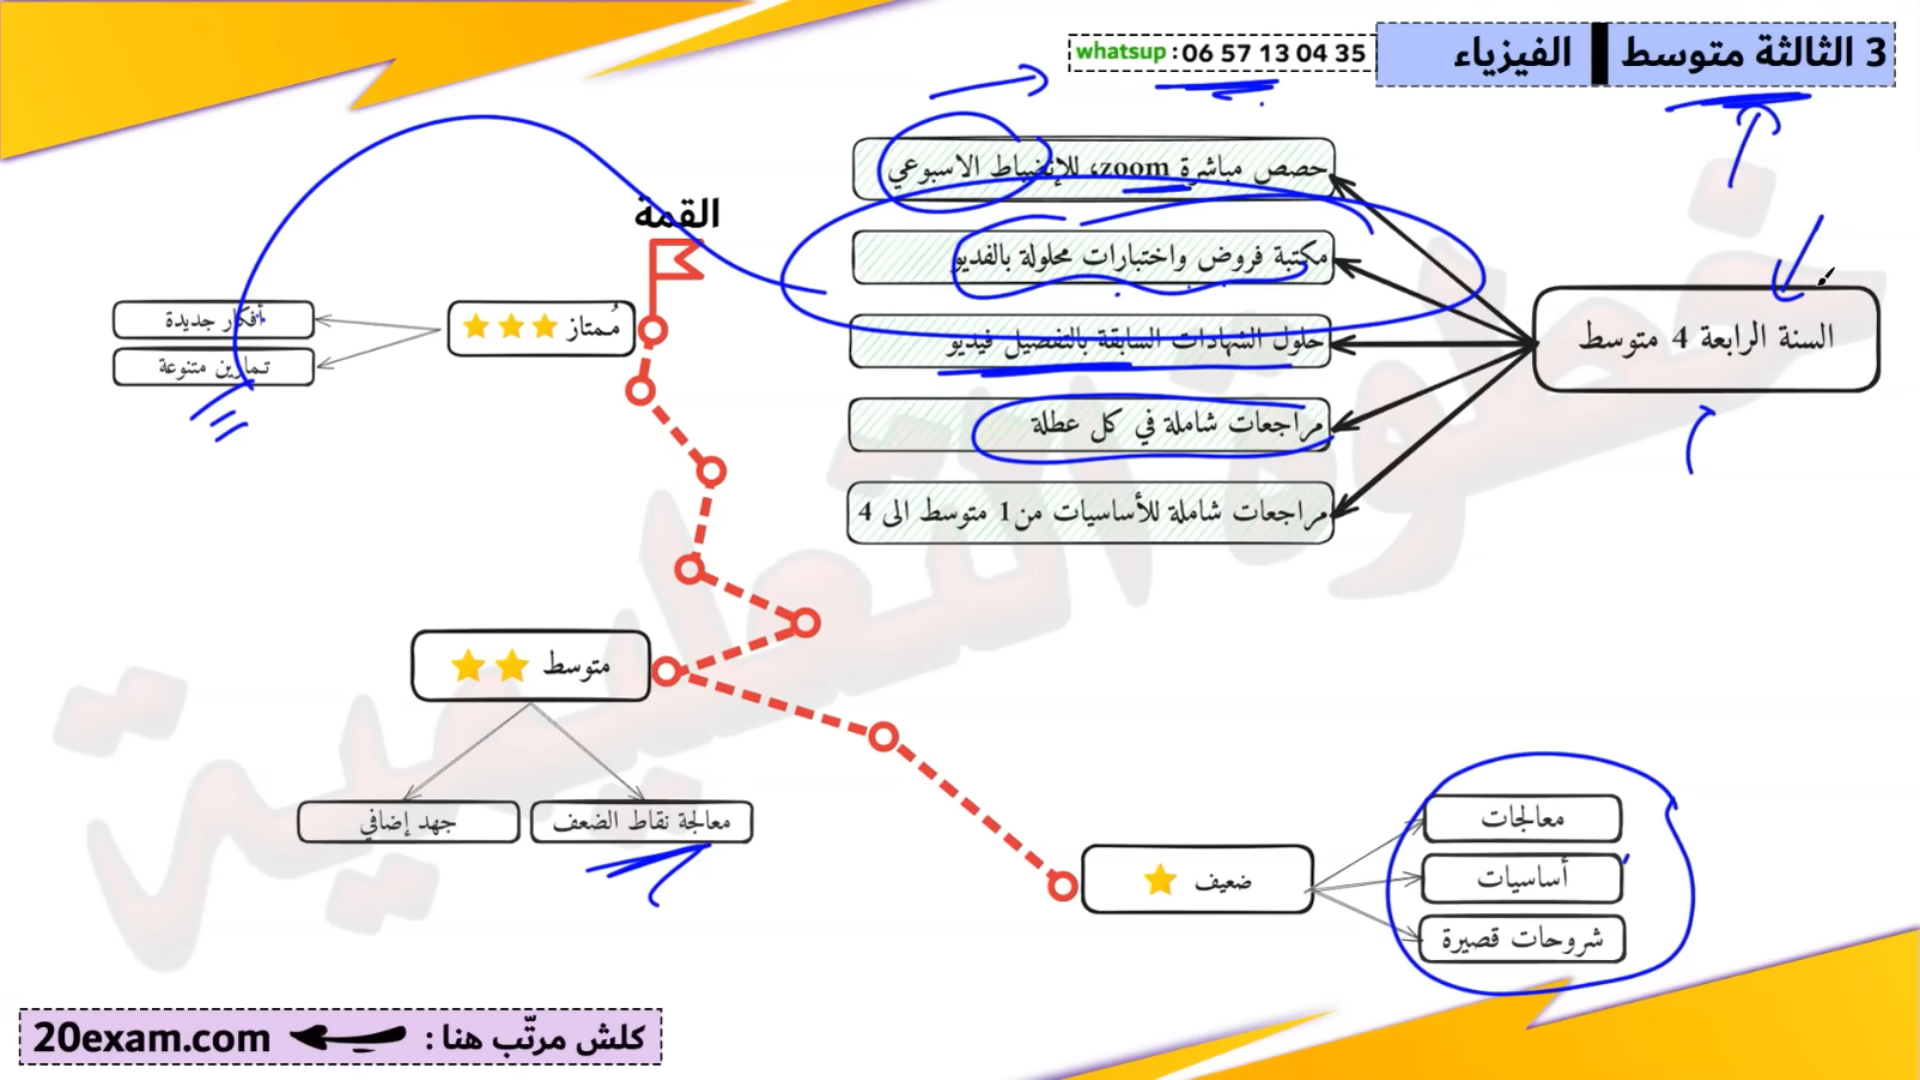 3 الثالثة متوسط | الفيزياء
whatsup : 06 57 13 04 35
حصص مباشرة zoom، للإنضباط الاسبوعي
مكتبة فروض واختبارات محلولة بالفديو
حلول الشهادات السابقة بالتفصيل فيديو
مراجعات شاملة في كل عطلة
مراجعات شاملة للأساسيات من1 متوسط الى 4
السنة الرابعة 4 متوسط
القمة
مُمتاز
أفكار جديدة
تمارين متنوعة
متوسط
معالجة نقاط الضعف
جهد إضافي
ضعيف
معالجات
أساسيات
شروحات قصيرة
خطوة التعليمية
كلش مرتّب هنا : 20exam.com